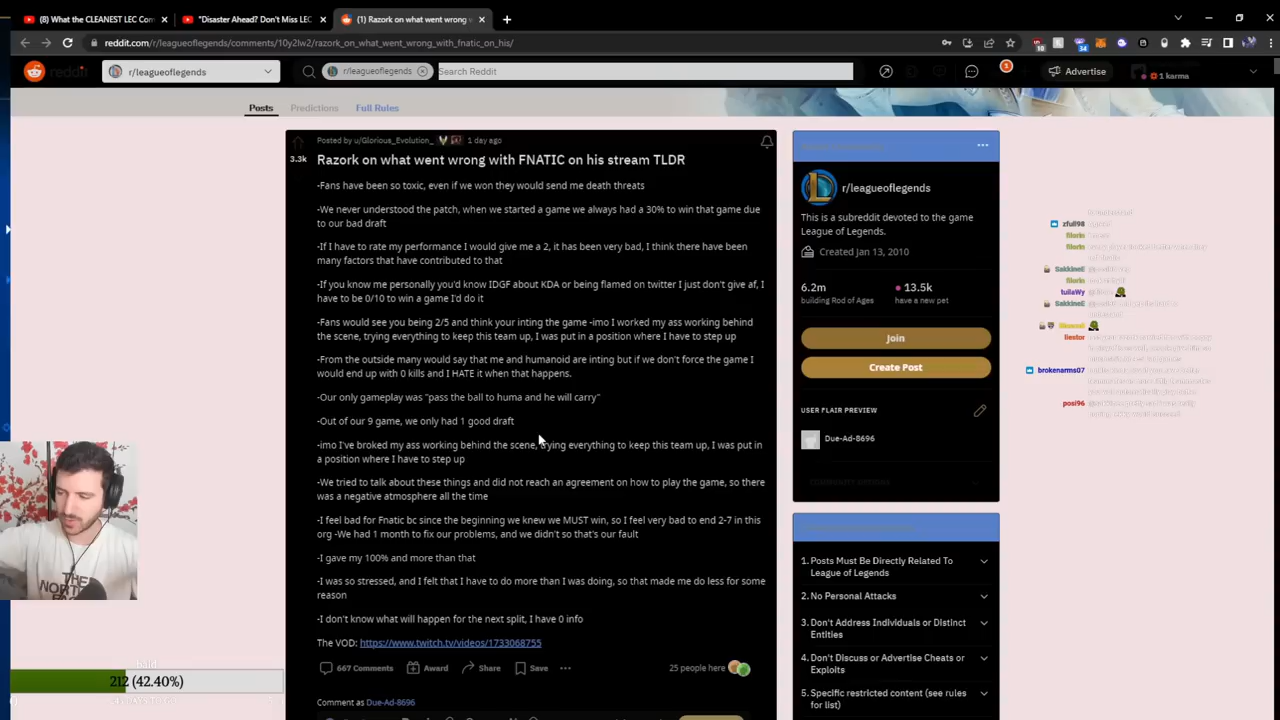 (8) What the CLEANEST LEC Con
"Disaster Ahead? Don't Miss LEC
(1) Razork on what went wrong
reddit.com/r/leagueoflegends/comments/10y2lw2/razork_on_what_went_wrong_with_fnatic_on_his/
reddit
r/leagueoflegends
r/leagueoflegends
Search Reddit
1
Advertise
1 karma
Posts
Predictions
Full Rules
Posted by u/Glorious_Evolution_ 1 day ago
3.3k
Razork on what went wrong with FNATIC on his stream TLDR
-Fans have been so toxic, even if we won they would send me death threats
-We never understood the patch, when we started a game we always had a 30% to win that game due
to our bad draft
-If I have to rate my performance I would give me a 2, it has been very bad, I think there have been
many factors that have contributed to that
-If you know me personally you'd know IDGF about KDA or being flamed on twitter I just don't give af, I
have to be 0/10 to win a game I'd do it
-Fans would see you being 2/5 and think your inting the game -imo I worked my ass working behind
the scene, trying everything to keep this team up, I was put in a position where I have to step up
-From the outside many would say that me and humanoid are inting but if we don't force the game I
would end up with 0 kills and I HATE it when that happens.
-Our only gameplay was "pass the ball to huma and he will carry"
-Out of our 9 game, we only had 1 good draft
-imo I've broked my ass working behind the scene, trying everything to keep this team up, I was put in
a position where I have to step up
-We tried to talk about these things and did not reach an agreement on how to play the game, so there
was a negative atmosphere all the time
-I feel bad for Fnatic bc since the beginning we knew we MUST win, so I feel very bad to end 2-7 in this
org -We had 1 month to fix our problems, and we didn't so that's our fault
-I gave my 100% and more than that
-I was so stressed, and I felt that I have to do more than I was doing, so that made me do less for some
reason
-I don't know what will happen for the next split, I have 0 info
The VOD: https://www.twitch.tv/videos/1733068755
667 Comments
Award
Share
Save
25 people here
Comment as Due-Ad-8696
r/leagueoflegends
This is a subreddit devoted to the game
League of Legends.
Created Jan 13, 2010
6.2m
13.5k
building Rod of Ages
have a new pet
Join
Create Post
USER FLAIR PREVIEW
Due-Ad-8696
COMMUNITY OPTIONS
1. Posts Must Be Directly Related To
League of Legends
2. No Personal Attacks
3. Don't Address Individuals or Distinct
Entities
4. Don't Discuss or Advertise Cheats or
Exploits
5. Specific restricted content (see rules
for list)
zfull98
filorin
filorin
SakkineE
filorin
tuilaWy
SakkineE
liestor
brokenarms07
posi96
THE
NORTH
bald
212 (42.40%)